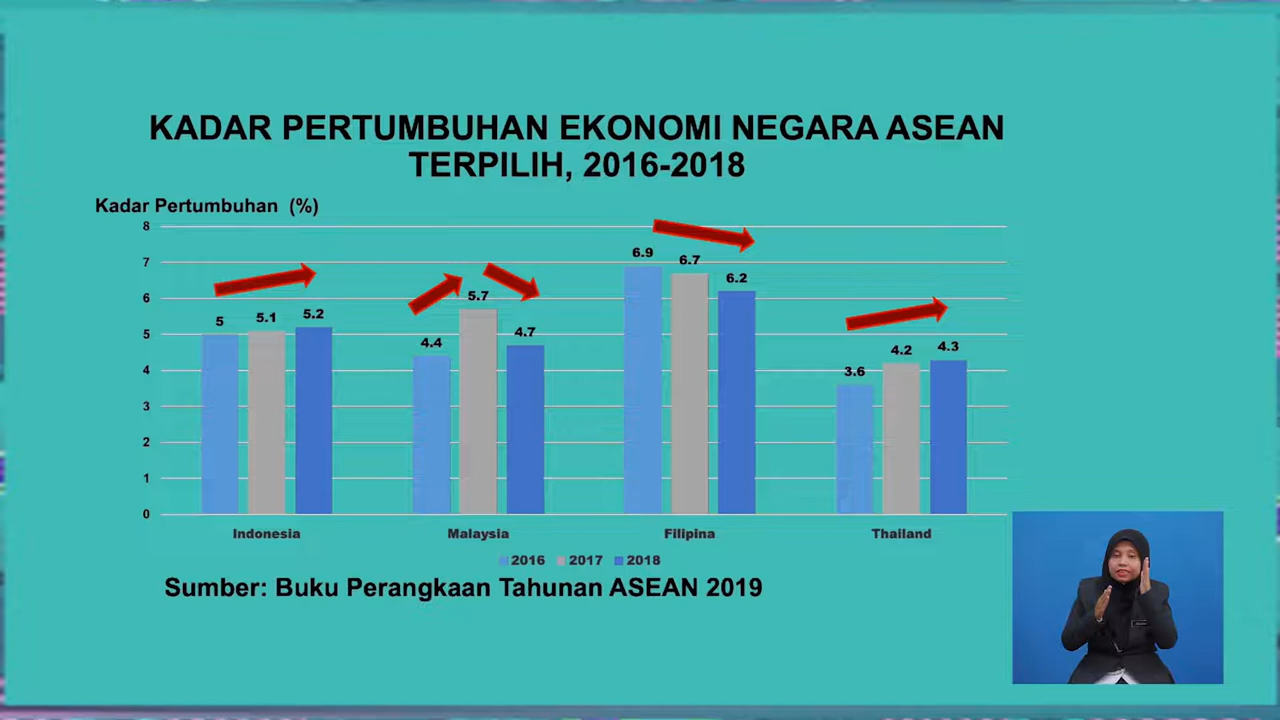 KADAR PERTUMBUHAN EKONOMI NEGARA ASEAN
TERPILIH, 2016-2018
Kadar Pertumbuhan (%)
8
7
6
5
4
3
2
1
0
5
5.1
5.2
4.4
5.7
4.7
6.9
6.7
6.2
3.6
4.2
4.3
Indonesia
Malaysia
Filipina
Thailand
2016 2017 2018
Sumber: Buku Perangkaan Tahunan ASEAN 2019